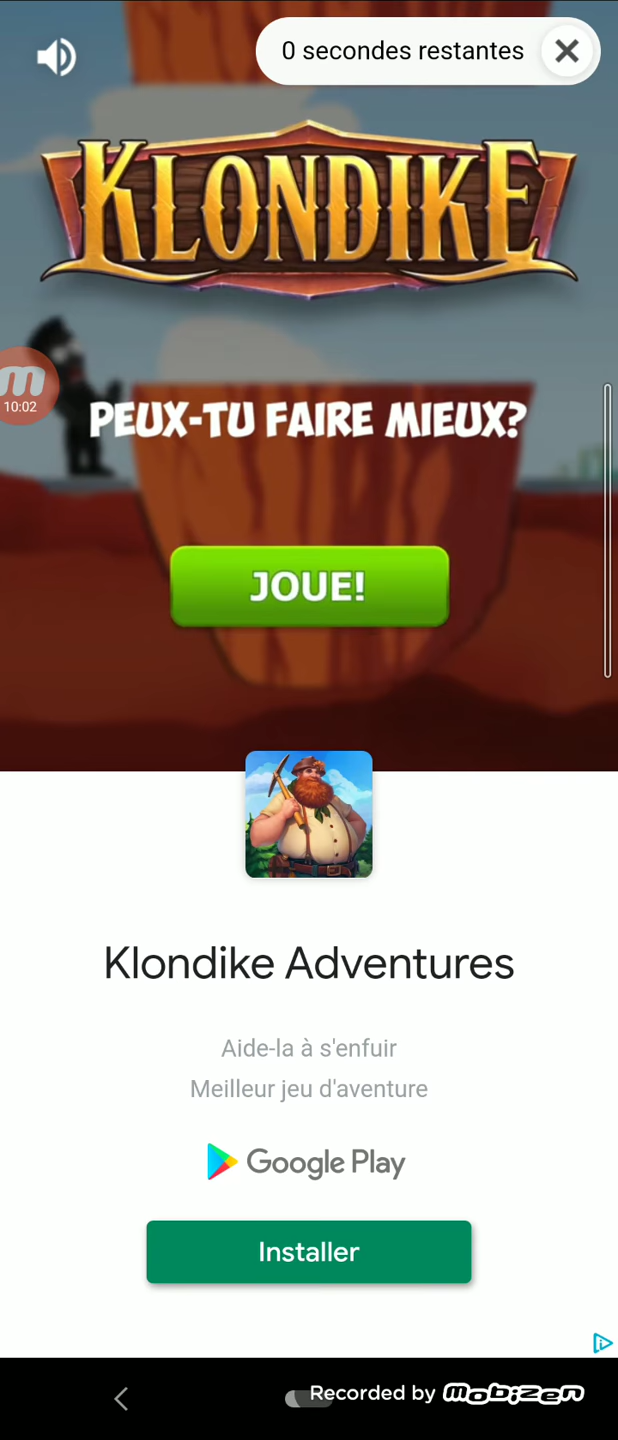 0 secondes restantes
KLONDIKE
10:02
PEUX-TU FAIRE MIEUX?
JOUE!
Klondike Adventures
Aide-la à s'enfuir
Meilleur jeu d'aventure
Google Play
Installer
Recorded by Mobizen